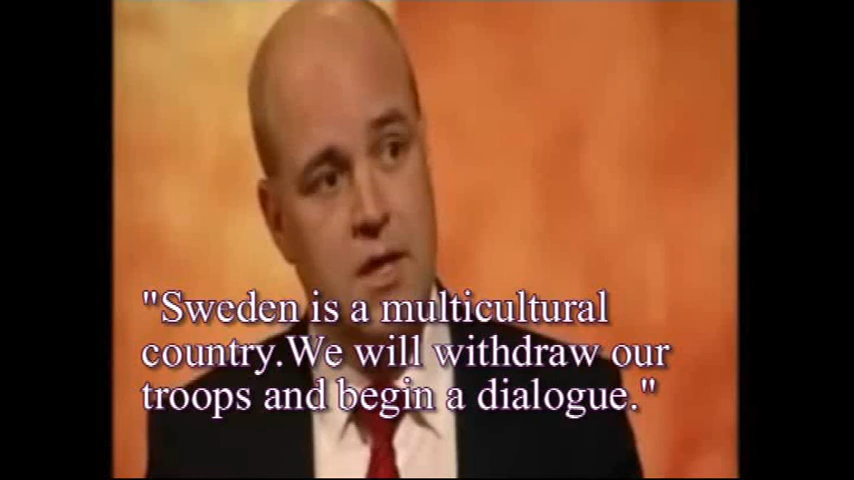 "Sweden is a multicultural
country.We will withdraw our
troops and begin a dialogue."